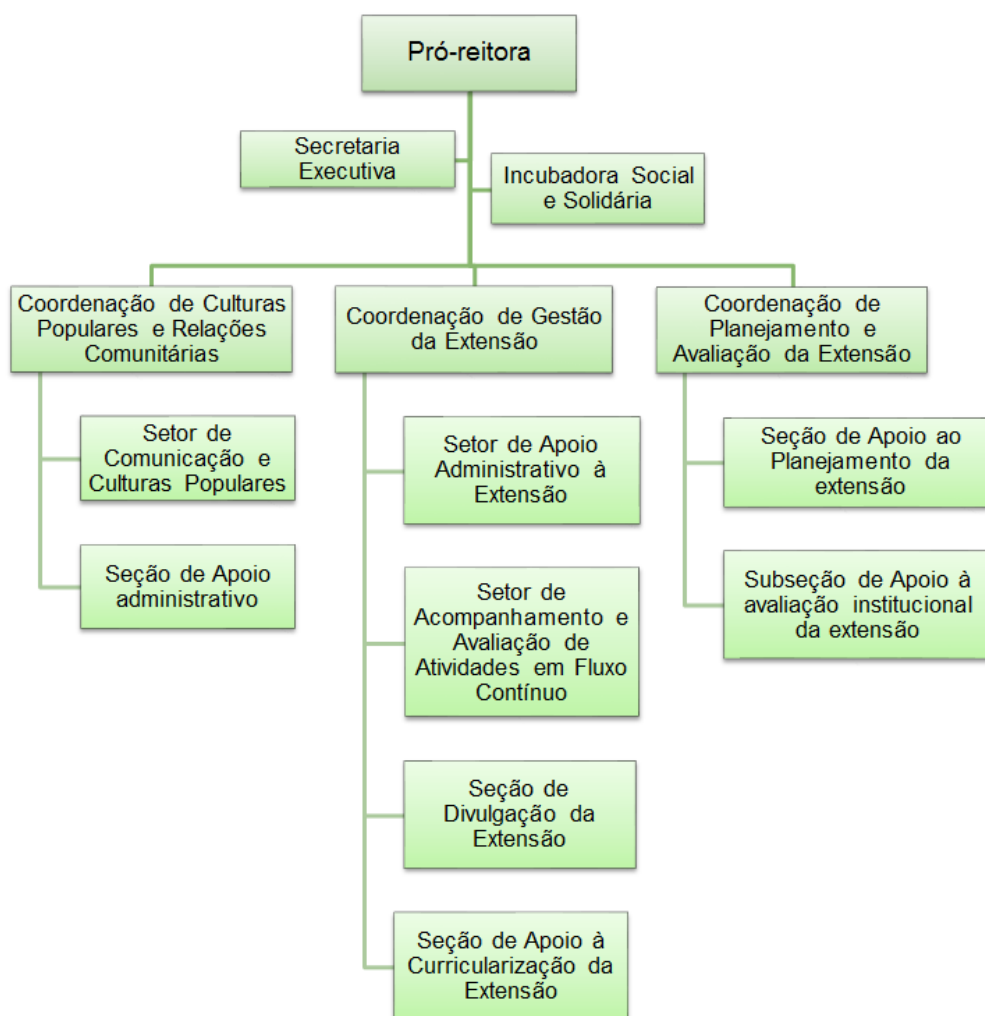 Pró-reitora
Secretaria
Executiva
Incubadora Social
e Solidária
Coordenação de Culturas
Populares e Relações
Comunitárias
Setor de
Comunicação e
Culturas Populares
Seção de Apoio
administrativo
Coordenação de Gestão
da Extensão
Setor de Apoio
Administrativo à
Extensão
Setor de
Acompanhamento e
Avaliação de
Atividades em Fluxo
Contínuo
Seção de
Divulgação da
Extensão
Seção de Apoio à
Curricularização da
Extensão
Coordenação de
Planejamento e
Avaliação da Extensão
Seção de Apoio ao
Planejamento da
extensão
Subseção de Apoio à
avaliação institucional
da extensão